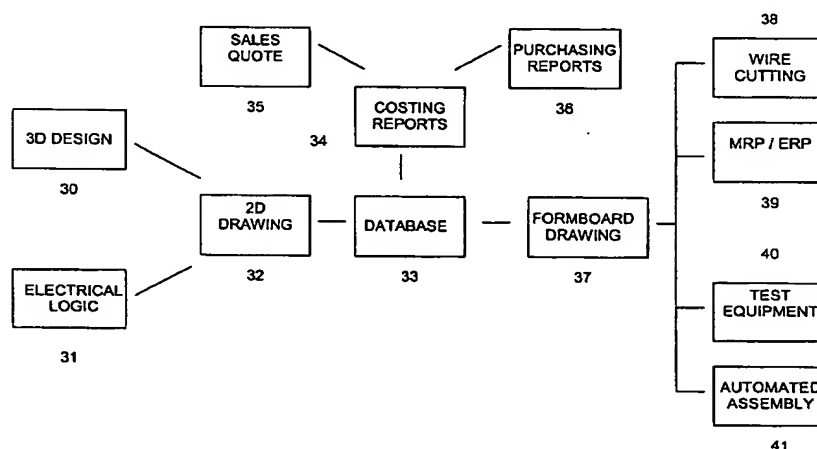 38
SALES
QUOTE
PURCHASING
REPORTS
WIRE
CUTTING
35
COSTING
REPORTS
36
34
3D DESIGN
MRP / ERP
30
2D
DRAWING
DATABASE
FORMBOARD
DRAWING
39
32
33
37
40
ELECTRICAL
LOGIC
TEST
EQUIPMENT
31
AUTOMATED
ASSEMBLY
41